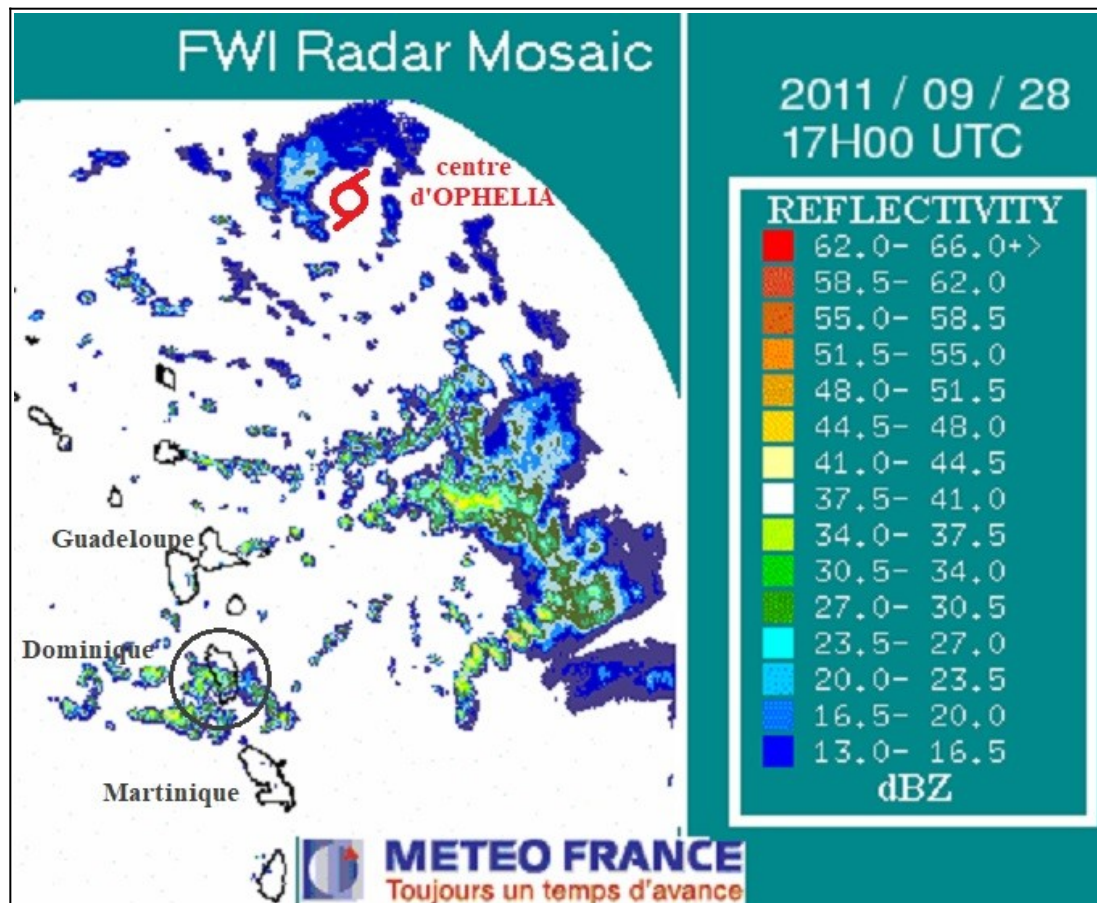 FWI Radar Mosaic
2011 / 09 / 28
17H00 UTC
centre
d'OPHELIA
REFLECTIVITY
62.0- 66.0+>
58.5- 62.0
55.0- 58.5
51.5- 55.0
48.0- 51.5
44.5- 48.0
41.0- 44.5
37.5- 41.0
34.0- 37.5
30.5- 34.0
27.0- 30.5
23.5- 27.0
20.0- 23.5
16.5- 20.0
13.0- 16.5
dBZ
Guadeloupe
Dominique
Martinique
METEO FRANCE
Toujours un temps d'avance